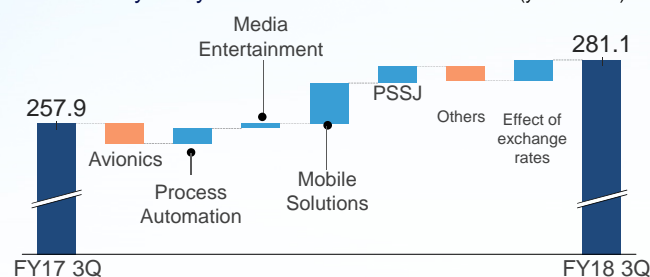 Media
Entertainment
281.1
257.9
PSSJ
Others
Effect of
exchange
rates
Avionics
Process
Automation
Mobile
Solutions
FY17 3Q
FY18 3Q